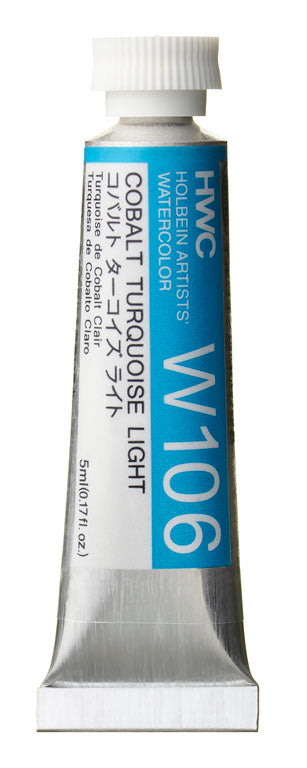 HWC
HOLBEIN ARTISTS'
WATERCOLOR
W106
COBALT TURQUOISE LIGHT
コバルト ターコイズ ライト
Turquoise de Cobalt Clair
Turquesa de Cobalto Claro
5ml(0.17fl. oz.)